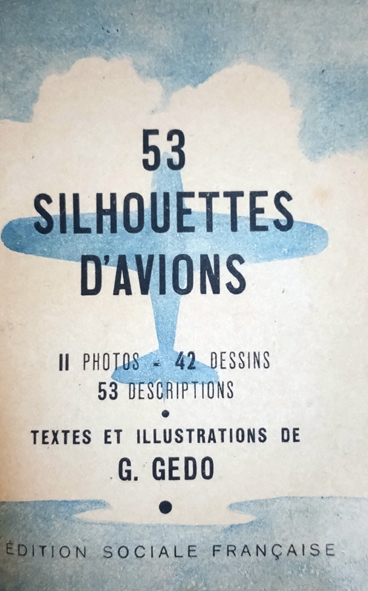 53
SILHOUETTES
D'AVIONS
11 PHOTOS - 42 DESSINS
53 DESCRIPTIONS
•
TEXTES ET ILLUSTRATIONS DE
G. GEDO
•
ÉDITION SOCIALE FRANÇAISE